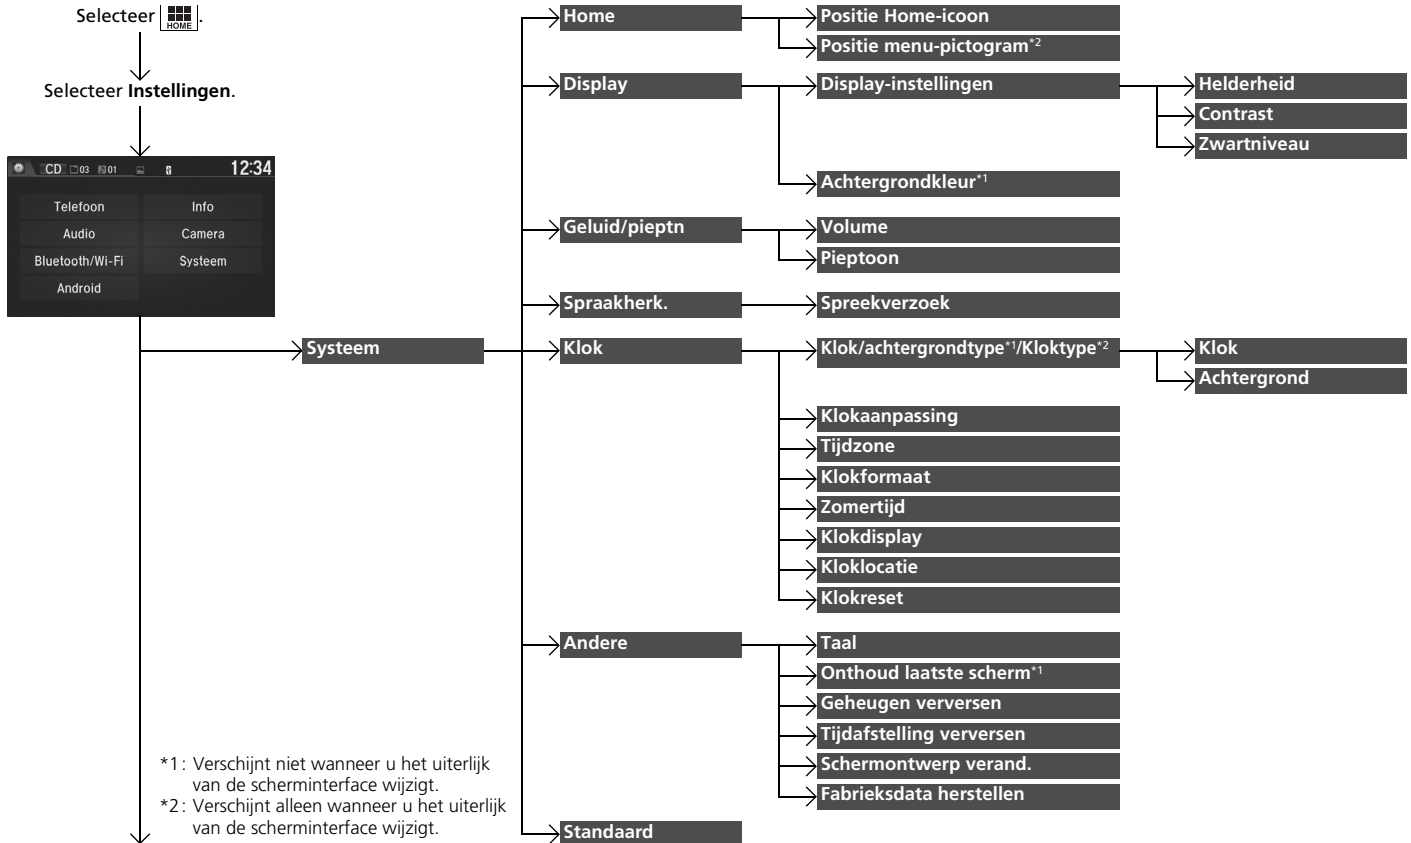 Selecteer HOME.
Selecteer Instellingen.
CD 03 01 12:34
Telefoon Info
Audio Camera
Bluetooth/Wi-Fi Systeem
Android
Systeem
Home
Positie Home-icoon
Positie menu-pictogram*2
Display
Display-instellingen
Helderheid
Contrast
Zwartniveau
Achtergrondkleur*1
Geluid/pieptn
Volume
Pieptoon
Spraakherk.
Spreekverzoek
Klok
Klok/achtergrondtype*1/Kloktype*2
Klok
Achtergrond
Klokaanpassing
Tijdzone
Klokformaat
Zomertijd
Klokdisplay
Kloklocatie
Klokreset
Andere
Taal
Onthoud laatste scherm*1
Geheugen verversen
Tijdafstelling verversen
Schermontwerp verand.
Fabrieksdata herstellen
Standaard
*1: Verschijnt niet wanneer u het uiterlijk
van de scherminterface wijzigt.
*2: Verschijnt alleen wanneer u het uiterlijk
van de scherminterface wijzigt.